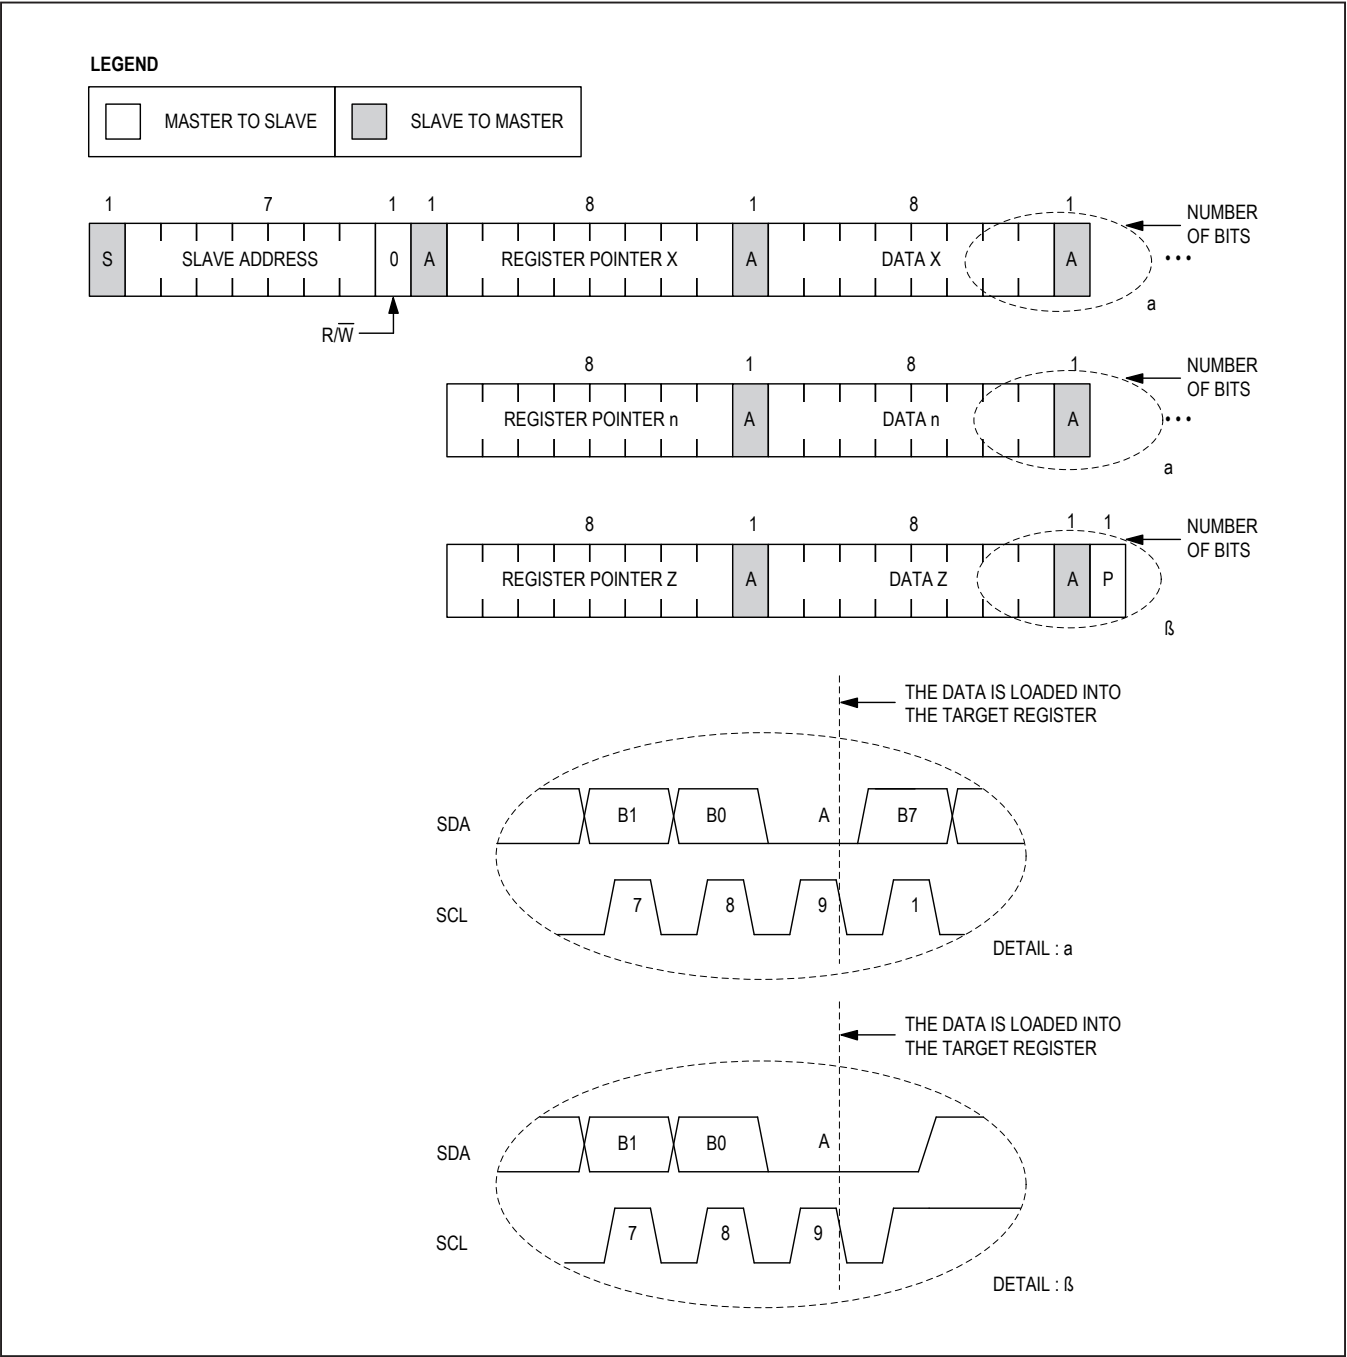 LEGEND
MASTER TO SLAVE
SLAVE TO MASTER
1 7 1 1 8 1 8 1
NUMBER
OF BITS
S SLAVE ADDRESS 0 A REGISTER POINTER X A DATA X A •••
a
R/W̅
8 1 8 1
NUMBER
OF BITS
REGISTER POINTER n A DATA n A •••
a
8 1 8 1 1
NUMBER
OF BITS
REGISTER POINTER Z A DATA Z A P
ß
THE DATA IS LOADED INTO
THE TARGET REGISTER
SDA B1 B0 A B7
SCL 7 8 9 1
DETAIL : a
THE DATA IS LOADED INTO
THE TARGET REGISTER
SDA B1 B0 A
SCL 7 8 9
DETAIL : ß